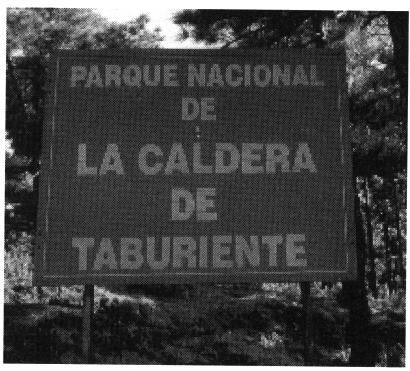 PARQUE NACIONAL
DE
LA CALDERA
DE
TABURIENTE